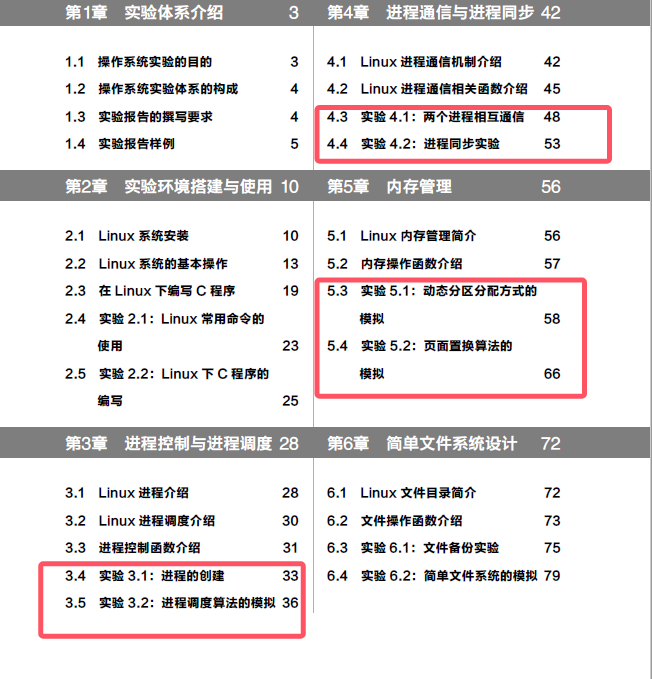 第1章 实验体系介绍 3
1.1 操作系统实验的目的 3
1.2 操作系统实验体系的构成 4
1.3 实验报告的撰写要求 4
1.4 实验报告样例 5
第2章 实验环境搭建与使用 10
2.1 Linux 系统安装 10
2.2 Linux 系统的基本操作 13
2.3 在 Linux 下编写 C 程序 19
2.4 实验 2.1：Linux 常用命令的
使用 23
2.5 实验 2.2：Linux 下 C 程序的
编写 25
第3章 进程控制与进程调度 28
3.1 Linux 进程介绍 28
3.2 Linux 进程调度介绍 30
3.3 进程控制函数介绍 31
3.4 实验 3.1：进程的创建 33
3.5 实验 3.2：进程调度算法的模拟 36
第4章 进程通信与进程同步 42
4.1 Linux 进程通信机制介绍 42
4.2 Linux 进程通信相关函数介绍 45
4.3 实验 4.1：两个进程相互通信 48
4.4 实验 4.2：进程同步实验 53
第5章 内存管理 56
5.1 Linux 内存管理简介 56
5.2 内存操作函数介绍 57
5.3 实验 5.1：动态分区分配方式的
模拟 58
5.4 实验 5.2：页面置换算法的
模拟 66
第6章 简单文件系统设计 72
6.1 Linux 文件目录简介 72
6.2 文件操作函数介绍 73
6.3 实验 6.1：文件备份实验 75
6.4 实验 6.2：简单文件系统的模拟 79